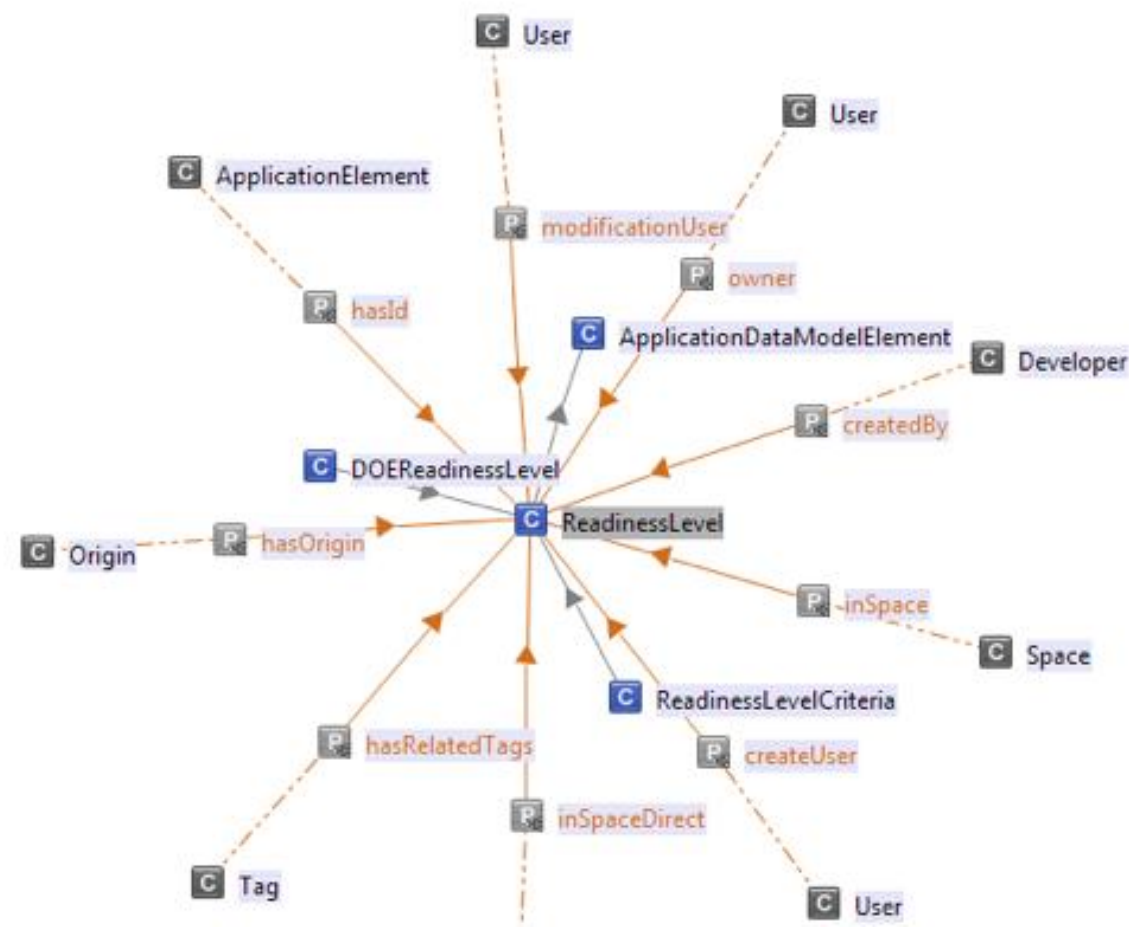 C User
C User
C ApplicationElement
P modificationUser
P owner
P hasId
C ApplicationDataModelElement
C Developer
P createdBy
C DOEReadinessLevel
C ReadinessLevel
P hasOrigin
C Origin
P inSpace
C Space
C ReadinessLevelCriteria
P hasRelatedTags
P createUser
P inSpaceDirect
C Tag
C User